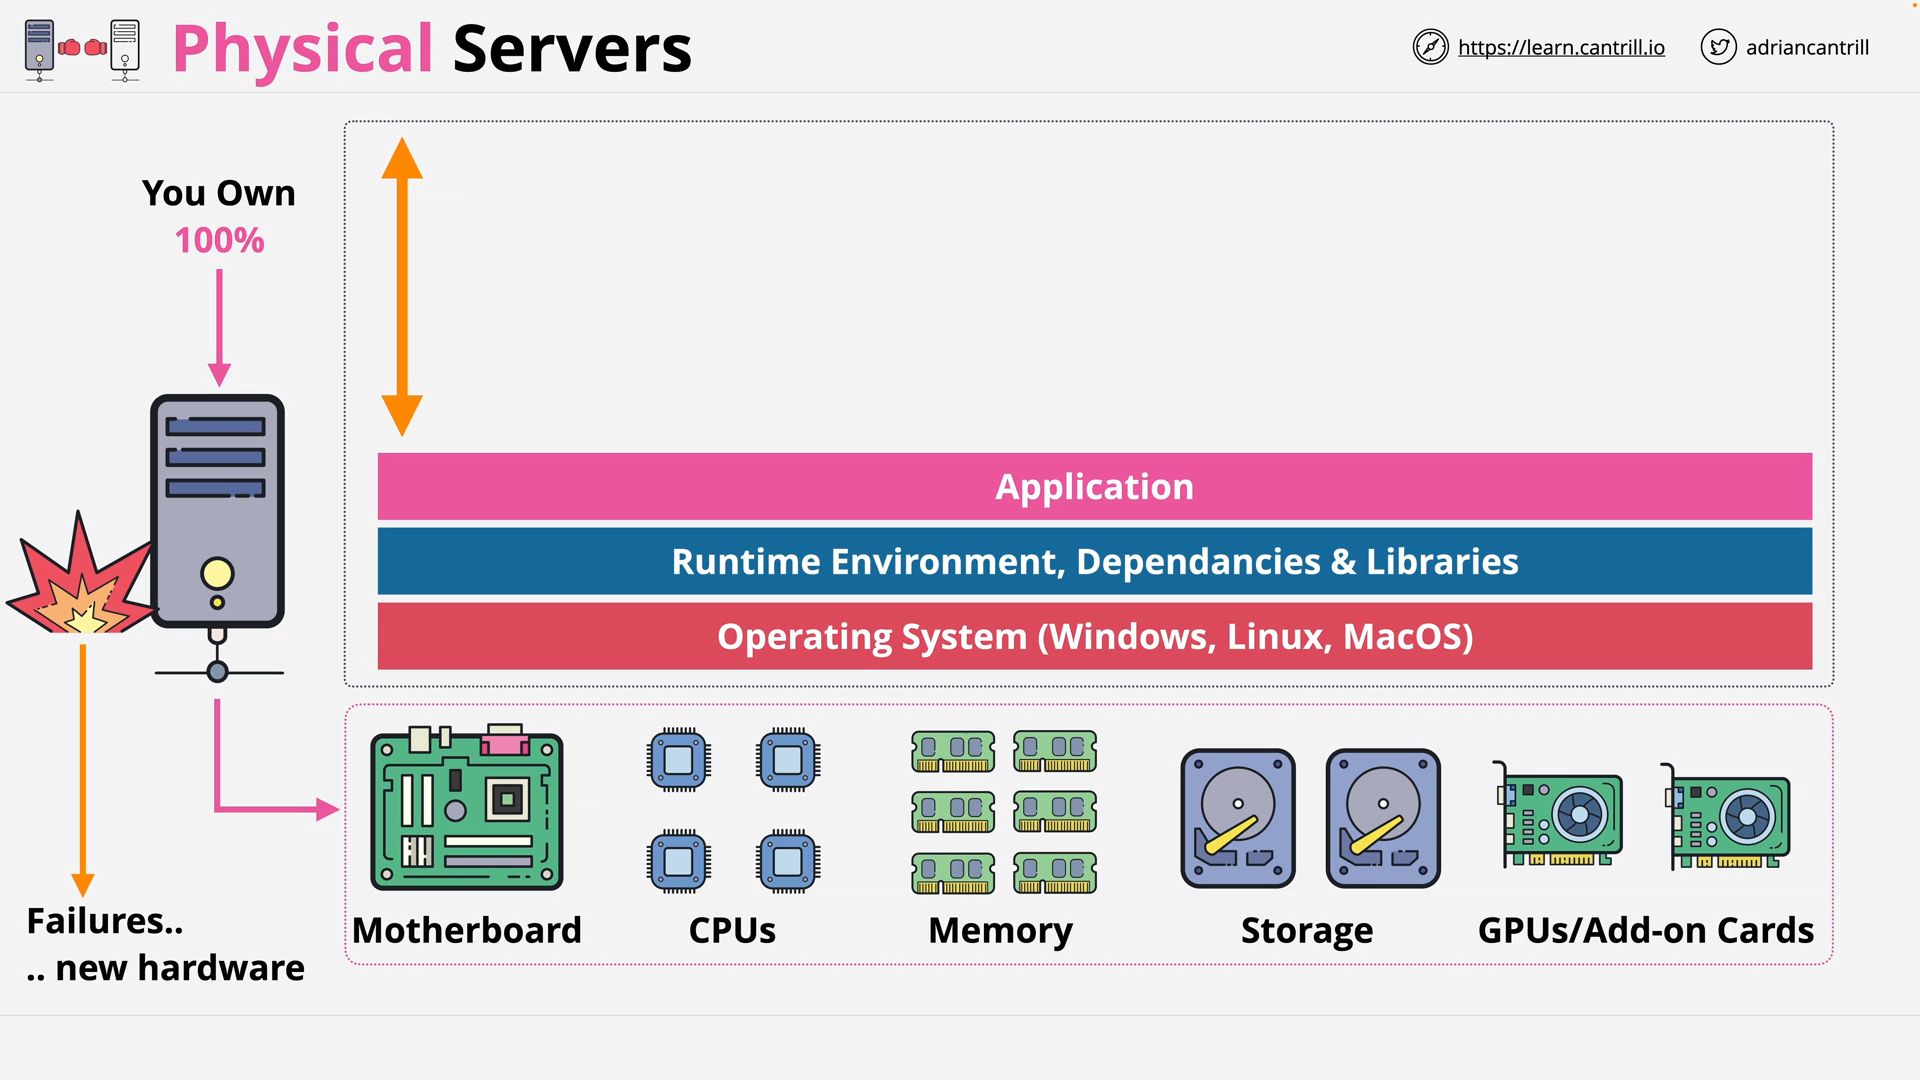 Physical Servers
https://learn.cantrill.io
adriancantrill
You Own
100%
Application
Runtime Environment, Dependancies & Libraries
Operating System (Windows, Linux, MacOS)
Failures..
.. new hardware
Motherboard
CPUs
Memory
Storage
GPUs/Add-on Cards